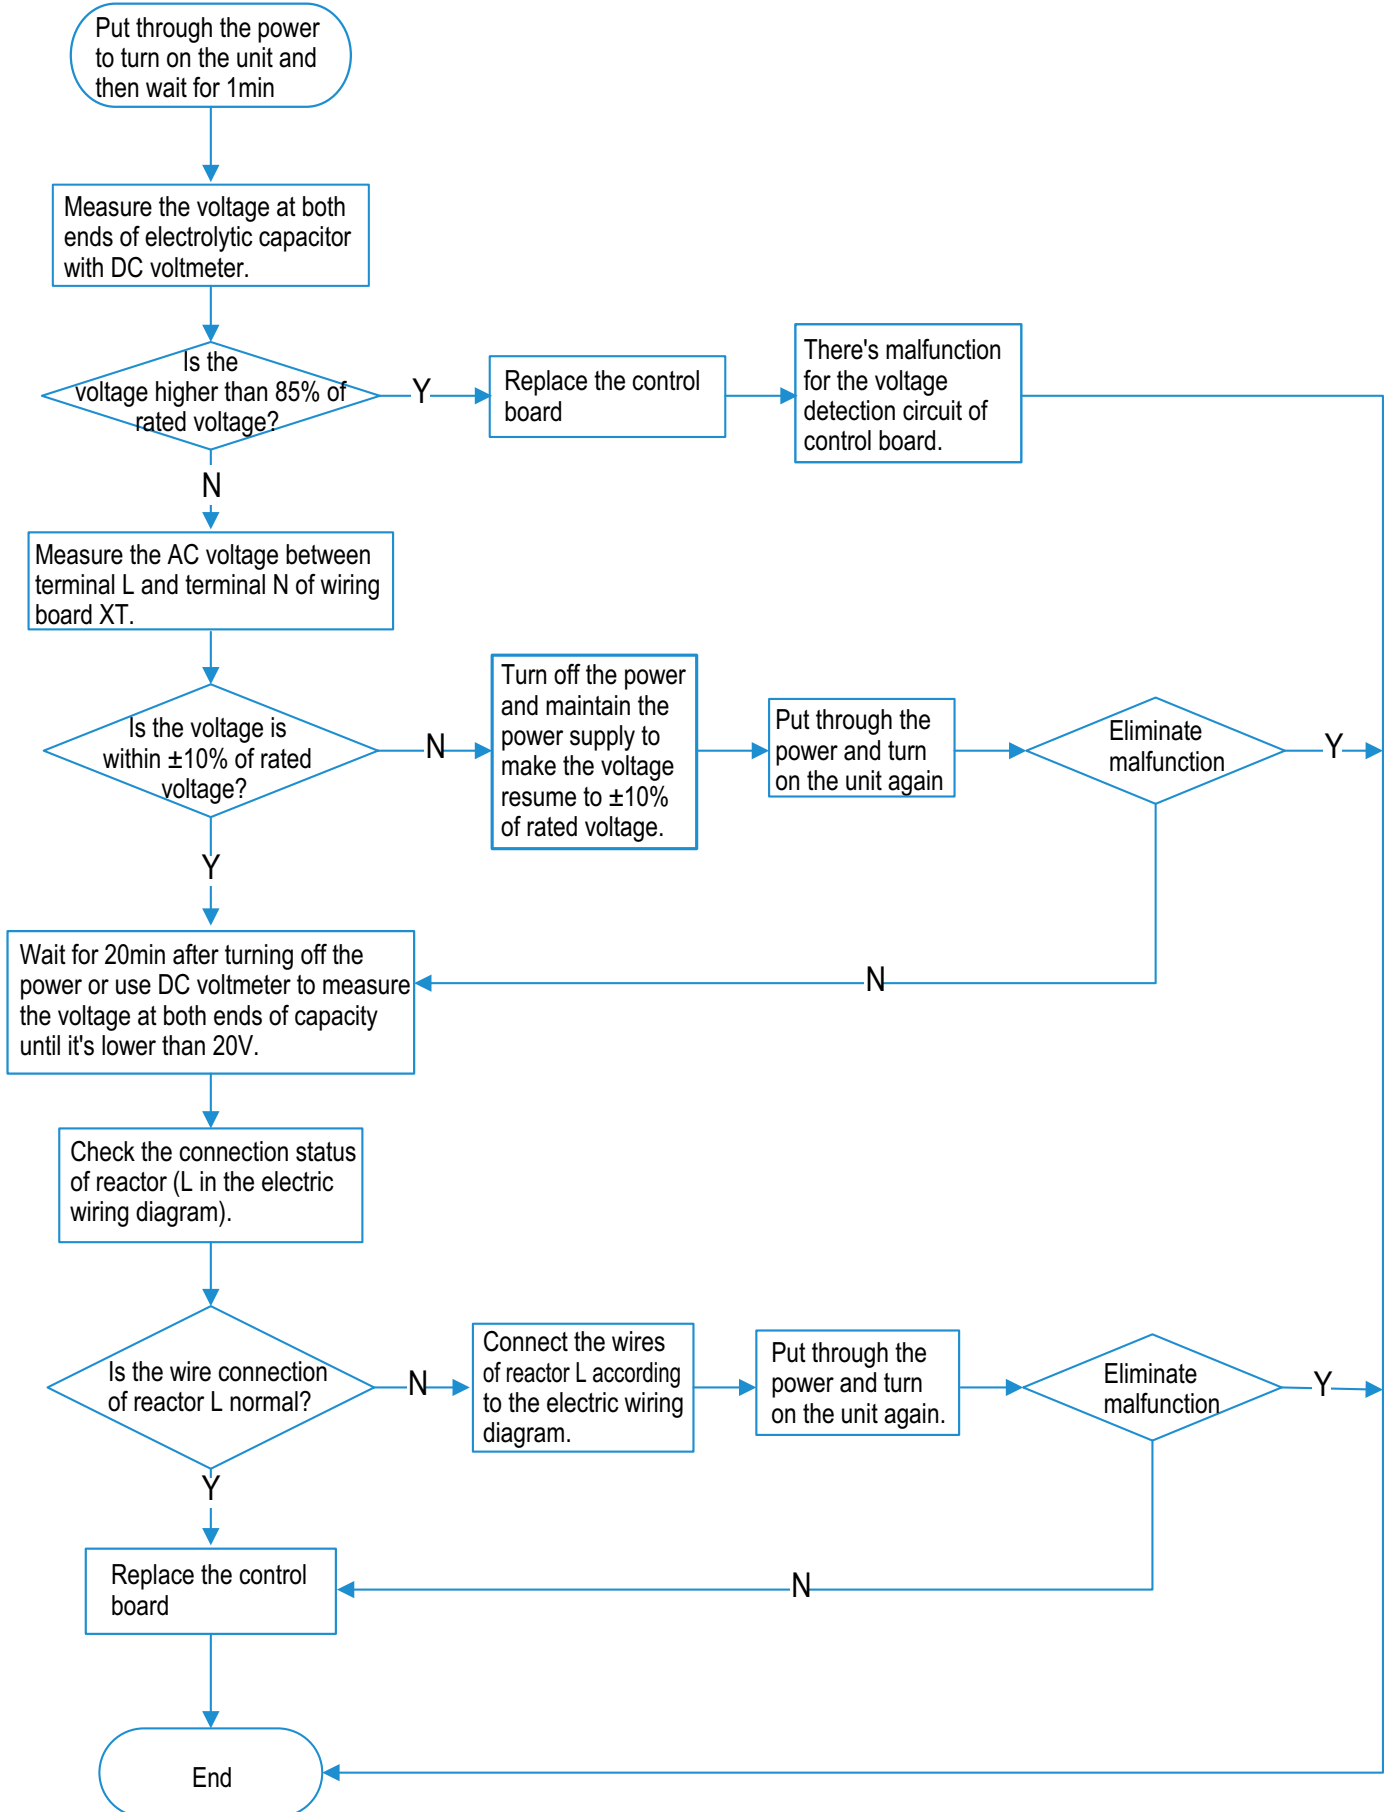 Put through the power
to turn on the unit and
then wait for 1min
Measure the voltage at both
ends of electrolytic capacitor
with DC voltmeter.
Is the
voltage higher than 85% of
rated voltage?
Y
Replace the control
board
There's malfunction
for the voltage
detection circuit of
control board.
N
Measure the AC voltage between
terminal L and terminal N of wiring
board XT.
Is the voltage is
within ±10% of rated
voltage?
N
Turn off the power
and maintain the
power supply to
make the voltage
resume to ±10%
of rated voltage.
Put through the
power and turn
on the unit again
Eliminate
malfunction
Y
Y
Wait for 20min after turning off the
power or use DC voltmeter to measure
the voltage at both ends of capacity
until it's lower than 20V.
N
Check the connection status
of reactor (L in the electric
wiring diagram).
Is the wire connection
of reactor L normal?
N
Connect the wires
of reactor L according
to the electric wiring
diagram.
Put through the
power and turn
on the unit again.
Eliminate
malfunction
Y
Y
Replace the control
board
N
End